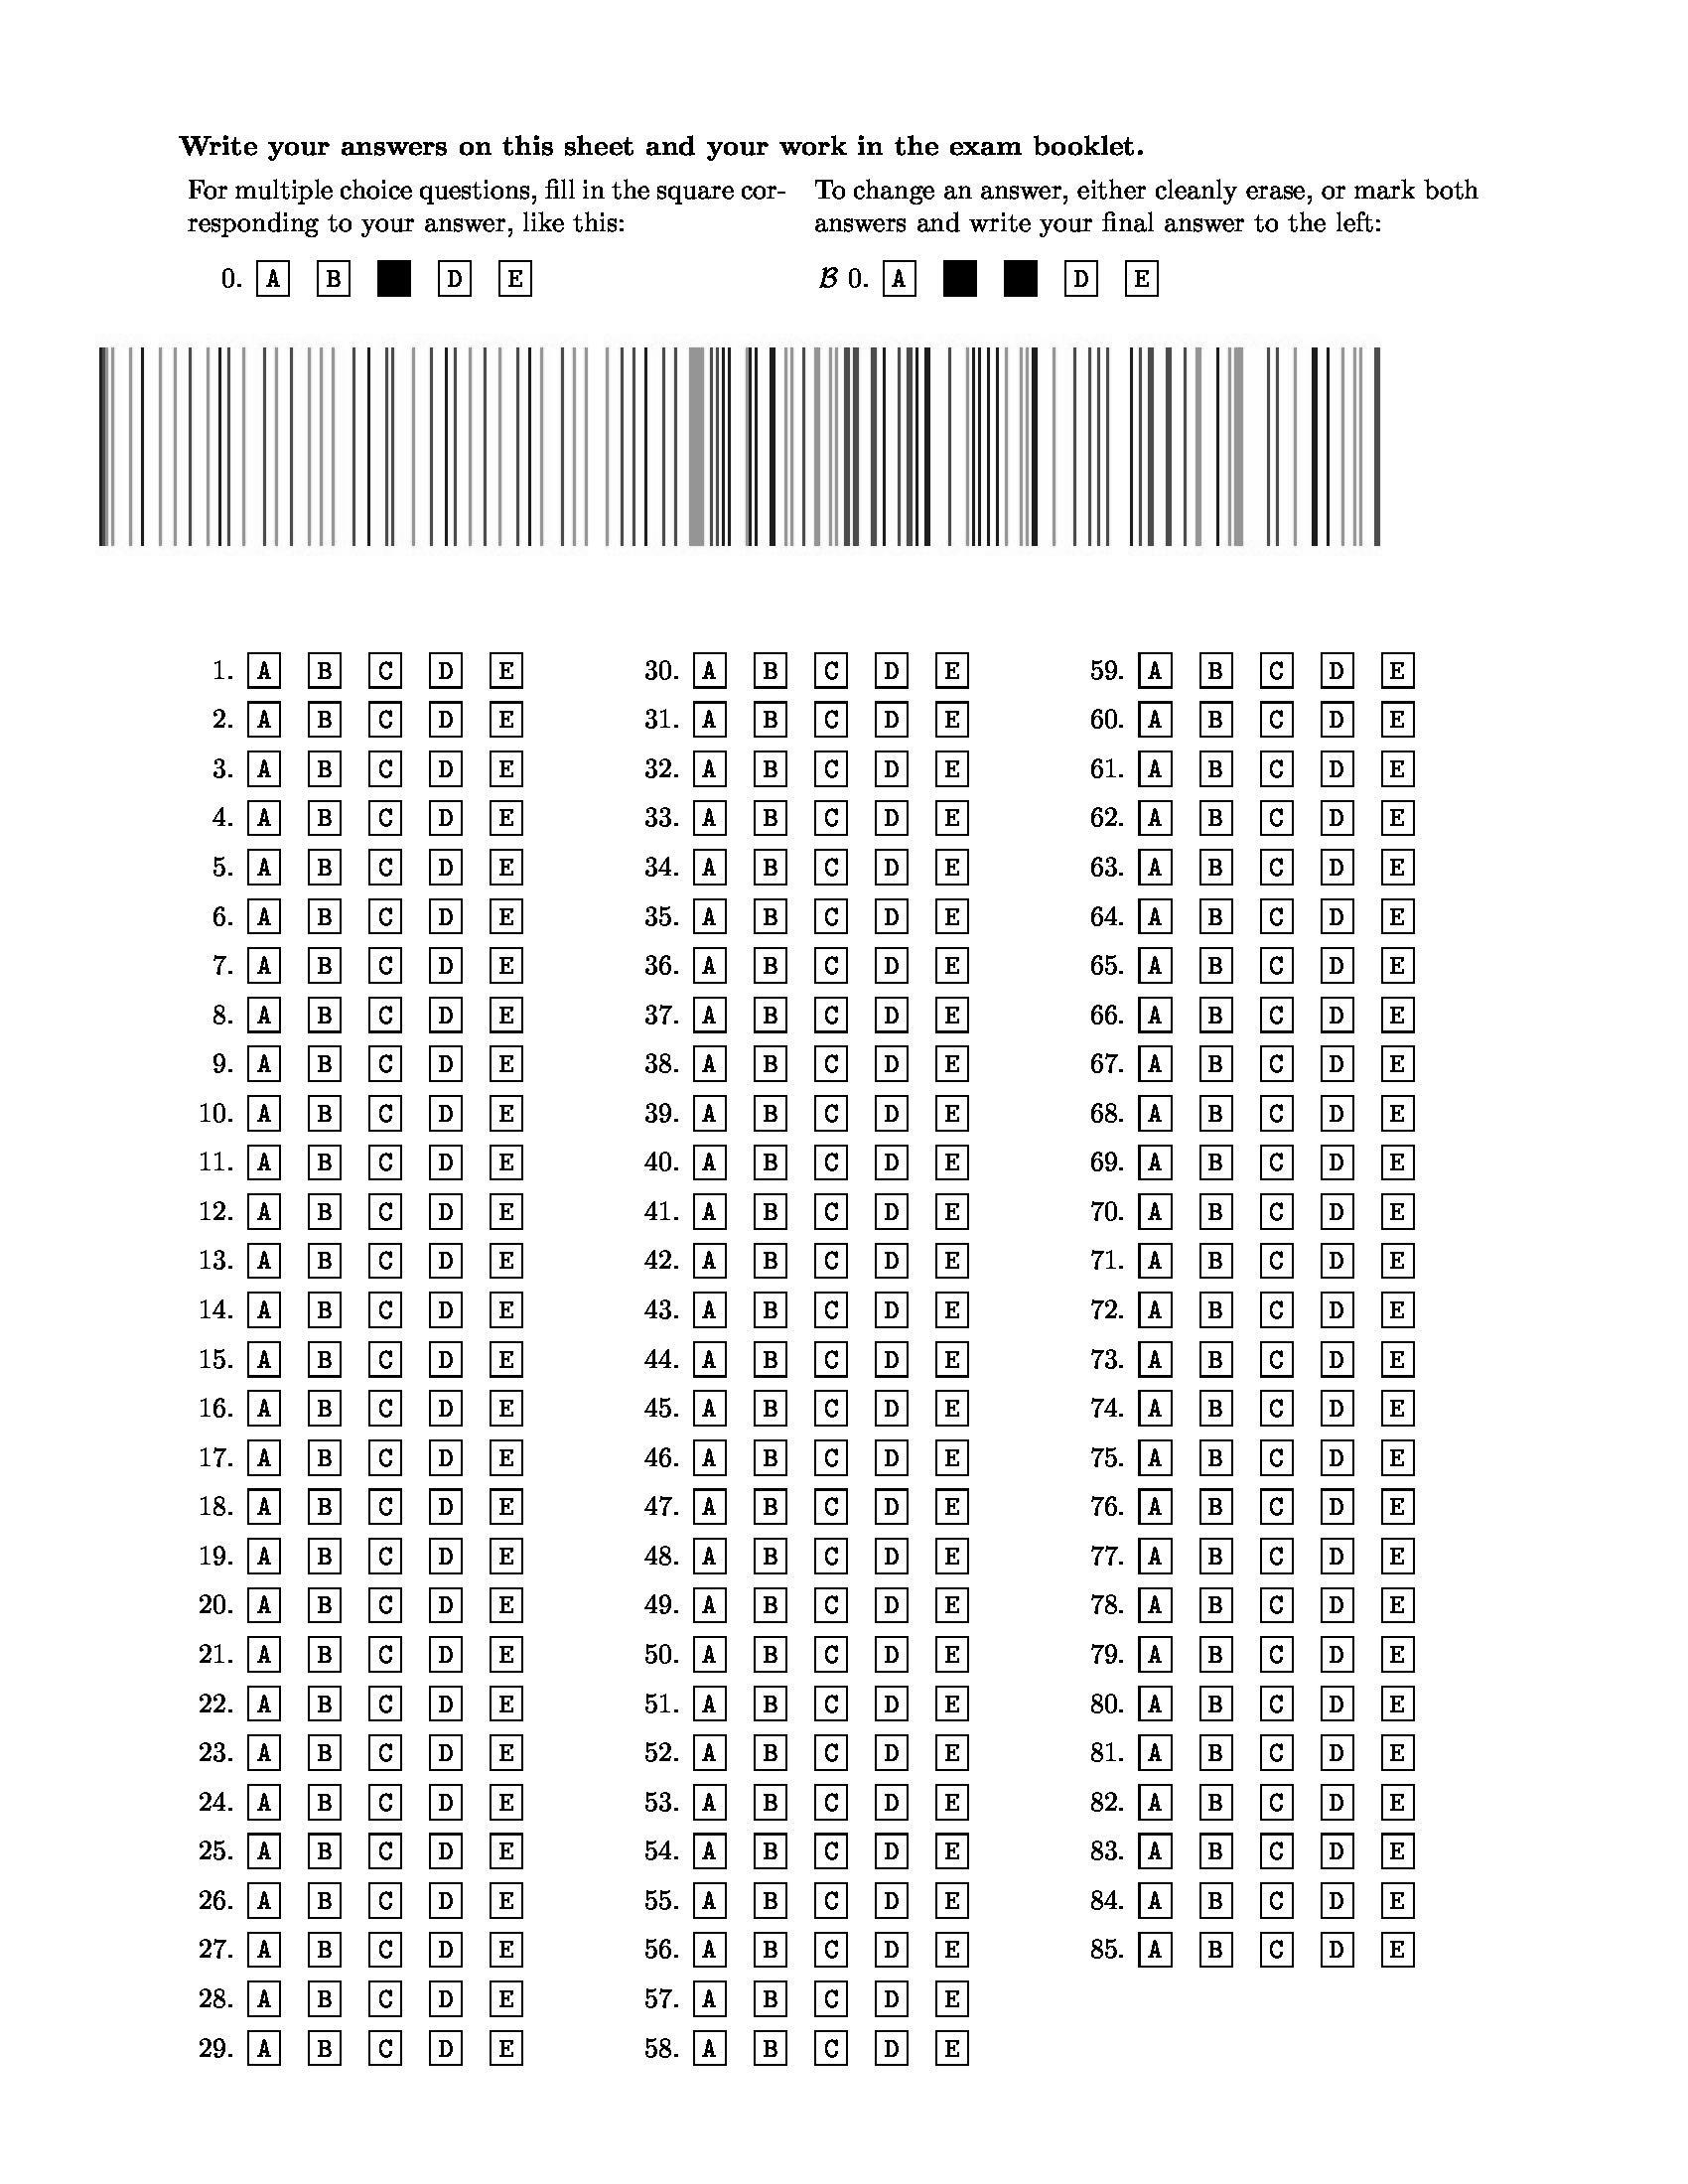 Write your answers on this sheet and your work in the exam booklet.
For multiple choice questions, fill in the square cor-
responding to your answer, like this:
0. A B D E
To change an answer, either cleanly erase, or mark both
answers and write your final answer to the left:
B 0. A D E
1. A B C D E
2. A B C D E
3. A B C D E
4. A B C D E
5. A B C D E
6. A B C D E
7. A B C D E
8. A B C D E
9. A B C D E
10. A B C D E
11. A B C D E
12. A B C D E
13. A B C D E
14. A B C D E
15. A B C D E
16. A B C D E
17. A B C D E
18. A B C D E
19. A B C D E
20. A B C D E
21. A B C D E
22. A B C D E
23. A B C D E
24. A B C D E
25. A B C D E
26. A B C D E
27. A B C D E
28. A B C D E
29. A B C D E
30. A B C D E
31. A B C D E
32. A B C D E
33. A B C D E
34. A B C D E
35. A B C D E
36. A B C D E
37. A B C D E
38. A B C D E
39. A B C D E
40. A B C D E
41. A B C D E
42. A B C D E
43. A B C D E
44. A B C D E
45. A B C D E
46. A B C D E
47. A B C D E
48. A B C D E
49. A B C D E
50. A B C D E
51. A B C D E
52. A B C D E
53. A B C D E
54. A B C D E
55. A B C D E
56. A B C D E
57. A B C D E
58. A B C D E
59. A B C D E
60. A B C D E
61. A B C D E
62. A B C D E
63. A B C D E
64. A B C D E
65. A B C D E
66. A B C D E
67. A B C D E
68. A B C D E
69. A B C D E
70. A B C D E
71. A B C D E
72. A B C D E
73. A B C D E
74. A B C D E
75. A B C D E
76. A B C D E
77. A B C D E
78. A B C D E
79. A B C D E
80. A B C D E
81. A B C D E
82. A B C D E
83. A B C D E
84. A B C D E
85. A B C D E